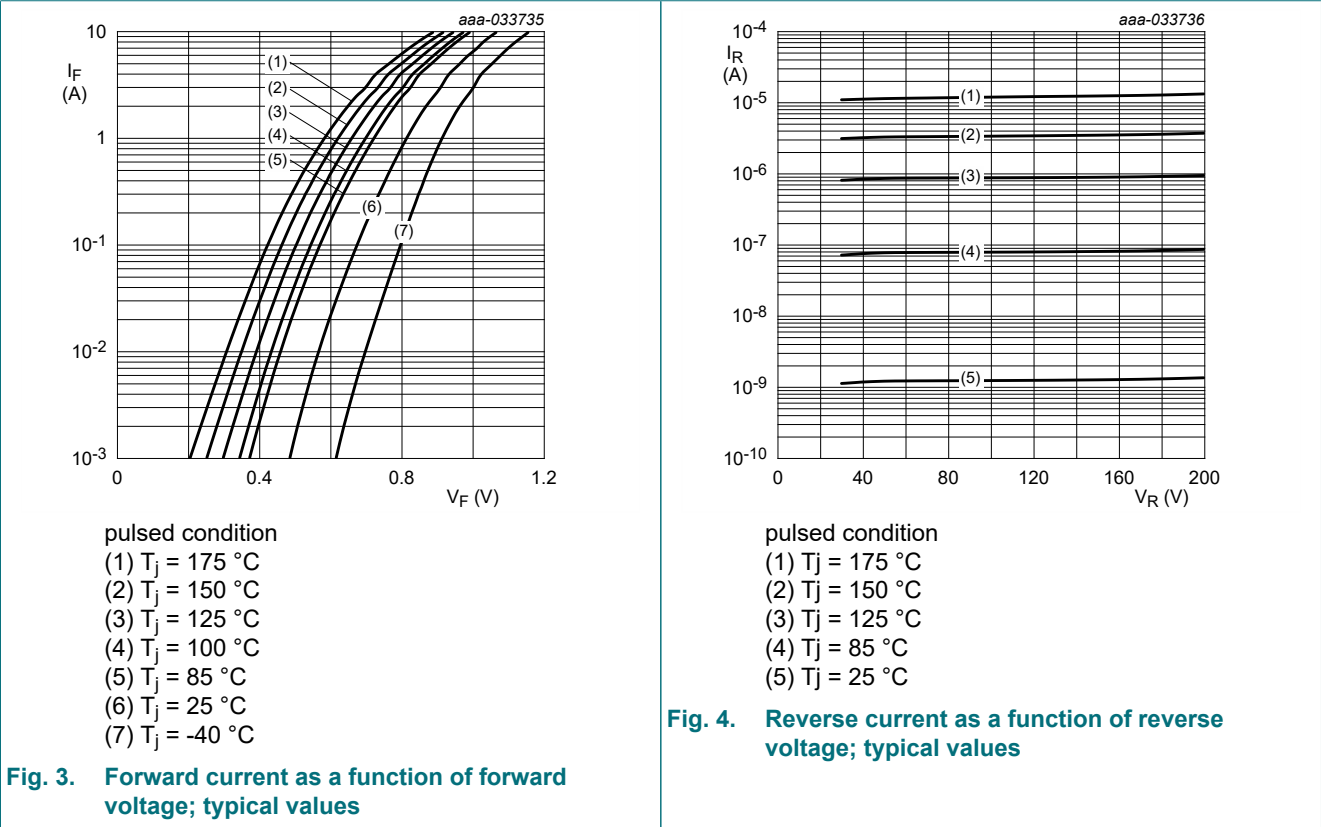 aaa-033735
10
I_F
(A)
1
10^-1
10^-2
10^-3
(1)
(2)
(3)
(4)
(5)
(6)
(7)
0
0.4
0.8
1.2
V_F (V)
pulsed condition
(1) T_j = 175 °C
(2) T_j = 150 °C
(3) T_j = 125 °C
(4) T_j = 100 °C
(5) T_j = 85 °C
(6) T_j = 25 °C
(7) T_j = -40 °C
Fig. 3. Forward current as a function of forward
voltage; typical values
aaa-033736
10^-4
I_R
(A)
10^-5
10^-6
10^-7
10^-8
10^-9
10^-10
(1)
(2)
(3)
(4)
(5)
0
40
80
120
160
200
V_R (V)
pulsed condition
(1) Tj = 175 °C
(2) Tj = 150 °C
(3) Tj = 125 °C
(4) Tj = 85 °C
(5) Tj = 25 °C
Fig. 4. Reverse current as a function of reverse
voltage; typical values